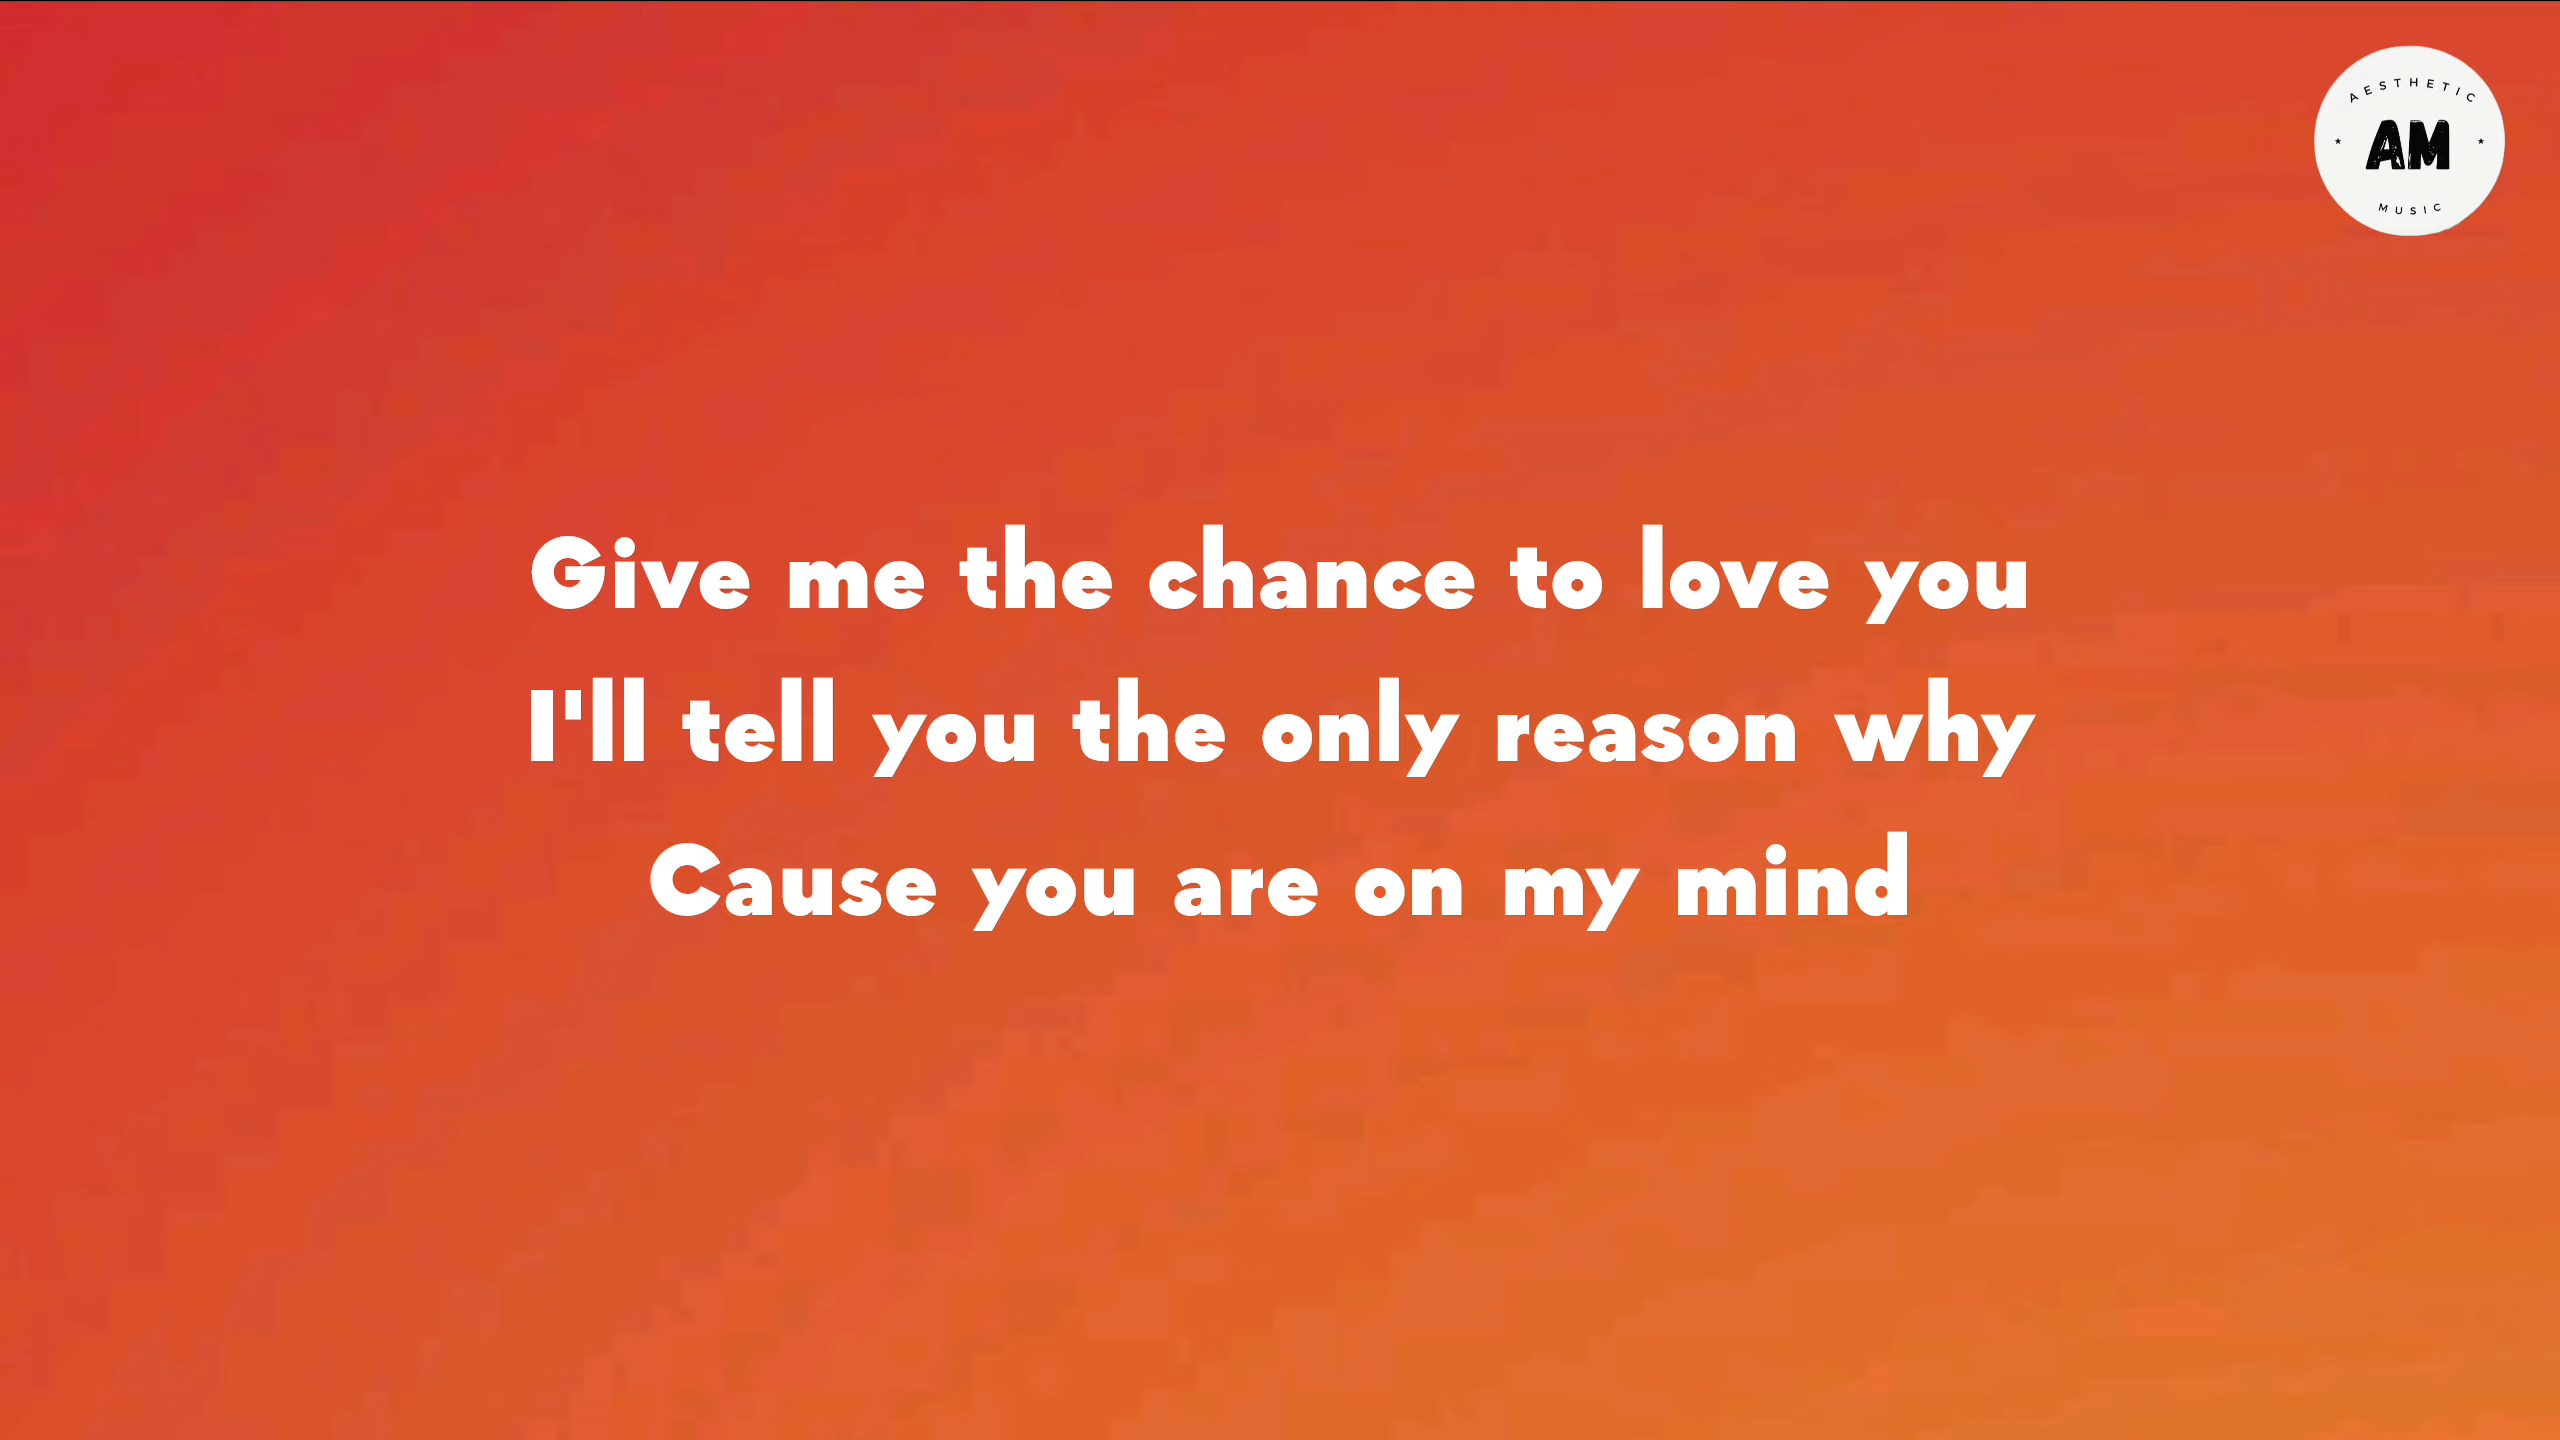 AESTHETIC
AM
MUSIC
Give me the chance to love you
I'll tell you the only reason why
Cause you are on my mind